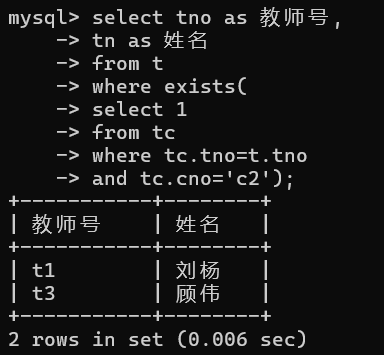 mysql> select tno as 教师号,
    -> tn as 姓名
    -> from t
    -> where exists(
    -> select 1
    -> from tc
    -> where tc.tno=t.tno
    -> and tc.cno='c2');
+-----------+--------+
| 教师号    | 姓名   |
+-----------+--------+
| t1        | 刘杨   |
| t3        | 顾伟   |
+-----------+--------+
2 rows in set (0.006 sec)